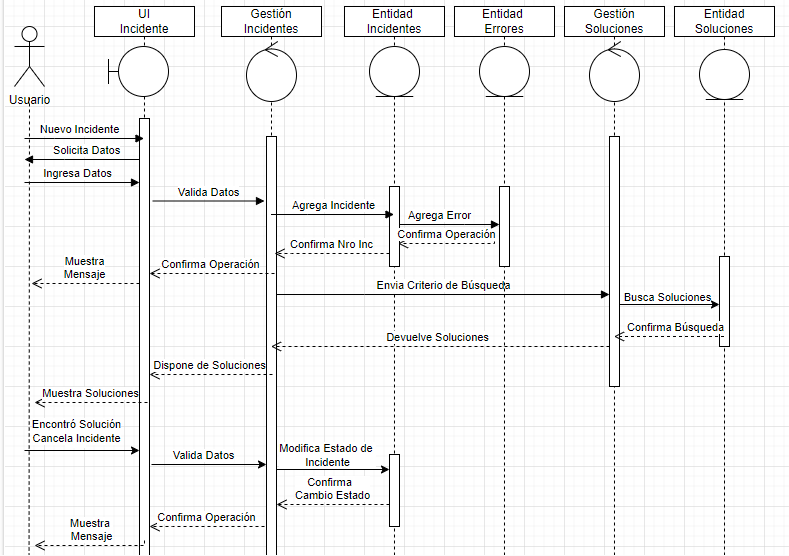 UI
Incidente
Gestión
Incidentes
Entidad
Incidentes
Entidad
Errores
Gestión
Soluciones
Entidad
Soluciones
Usuario
Nuevo Incidente
Solicita Datos
Ingresa Datos
Valida Datos
Agrega Incidente
Agrega Error
Confirma Operación
Confirma Nro Inc
Confirma Operación
Muestra
Mensaje
Envia Criterio de Búsqueda
Busca Soluciones
Confirma Búsqueda
Devuelve Soluciones
Dispone de Soluciones
Muestra Soluciones
Encontró Solución
Cancela Incidente
Valida Datos
Modifica Estado de
Incidente
Confirma
Cambio Estado
Confirma Operación
Muestra
Mensaje